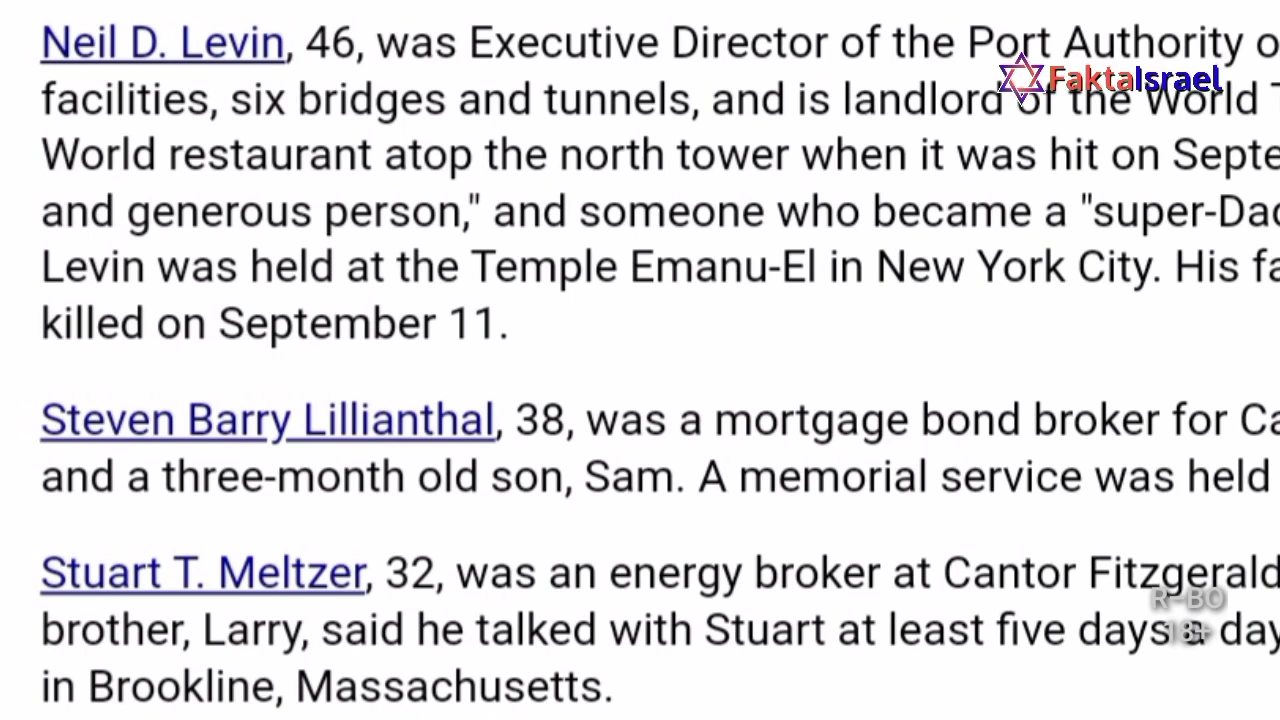 Neil D. Levin, 46, was Executive Director of the Port Authority o
FaktaIsrael
facilities, six bridges and tunnels, and is landlord of the World
World restaurant atop the north tower when it was hit on Septe
and generous person," and someone who became a "super-Dad
Levin was held at the Temple Emanu-El in New York City. His fa
killed on September 11.
Steven Barry Lillianthal, 38, was a mortgage bond broker for Ca
and a three-month old son, Sam. A memorial service was held
Stuart T. Meltzer, 32, was an energy broker at Cantor Fitzgerald
R-BO
brother, Larry, said he talked with Stuart at least five days a day
18+
in Brookline, Massachusetts.